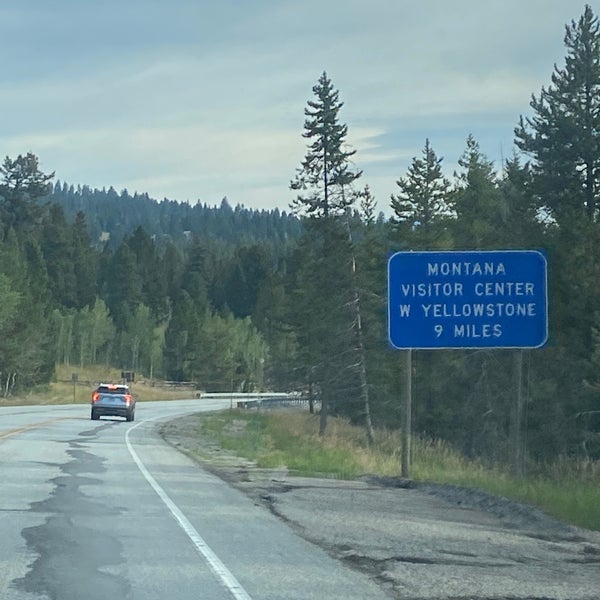 MONTANA
VISITOR CENTER
W YELLOWSTONE
9 MILES